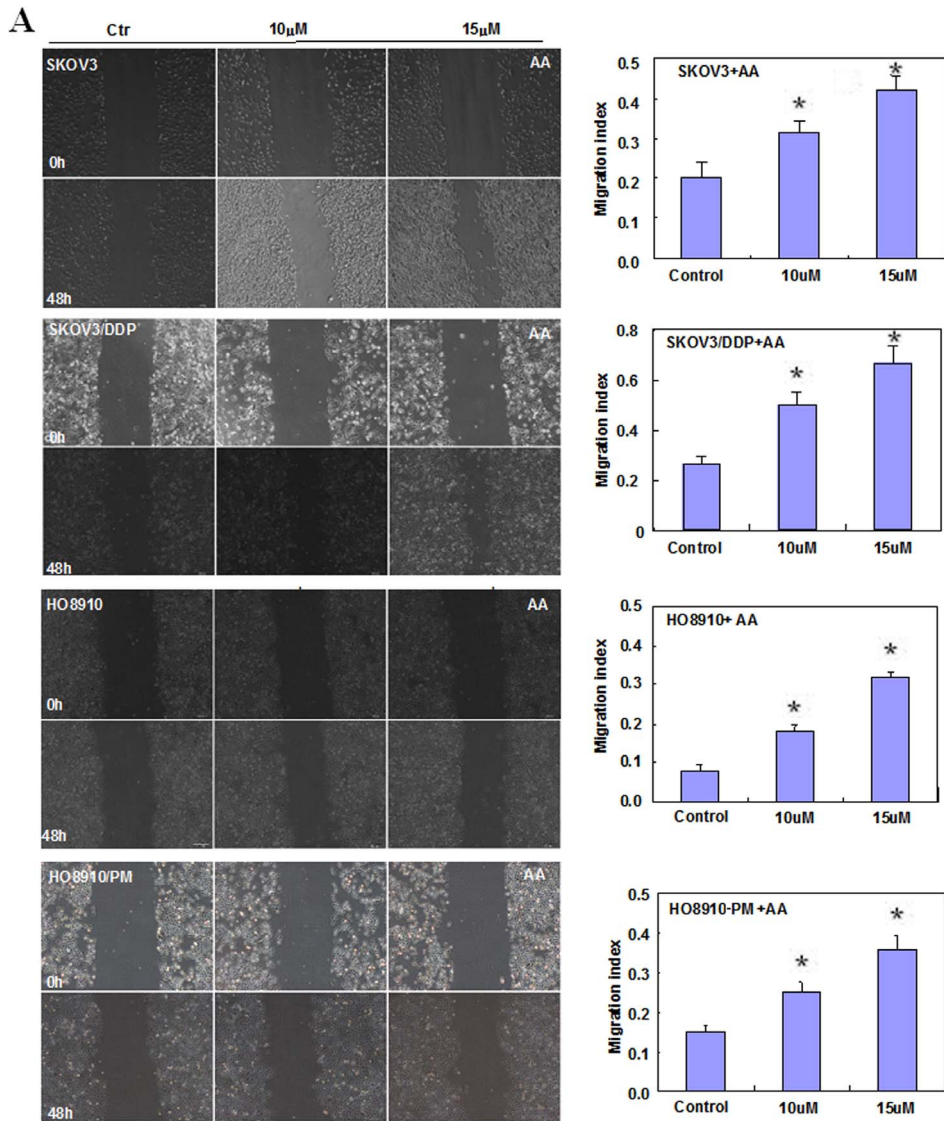 A
Ctr 10µM 15µM
SKOV3 AA
0h
48h
SKOV3/DDP AA
0h
48h
HO8910 AA
0h
48h
HO8910/PM AA
0h
48h
SKOV3+AA
Migration index
0.5
0.4
0.3
0.2
0.1
0.0
*
*
Control 10uM 15uM
SKOV3/DDP+AA
Migration index
0.8
0.6
0.4
0.2
0
*
*
Control 10uM 15uM
HO8910+ AA
Migration index
0.5
0.4
0.3
0.2
0.1
0.0
*
*
Control 10uM 15uM
HO8910-PM +AA
Migration index
0.5
0.4
0.3
0.2
0.1
0.0
*
*
Control 10uM 15uM